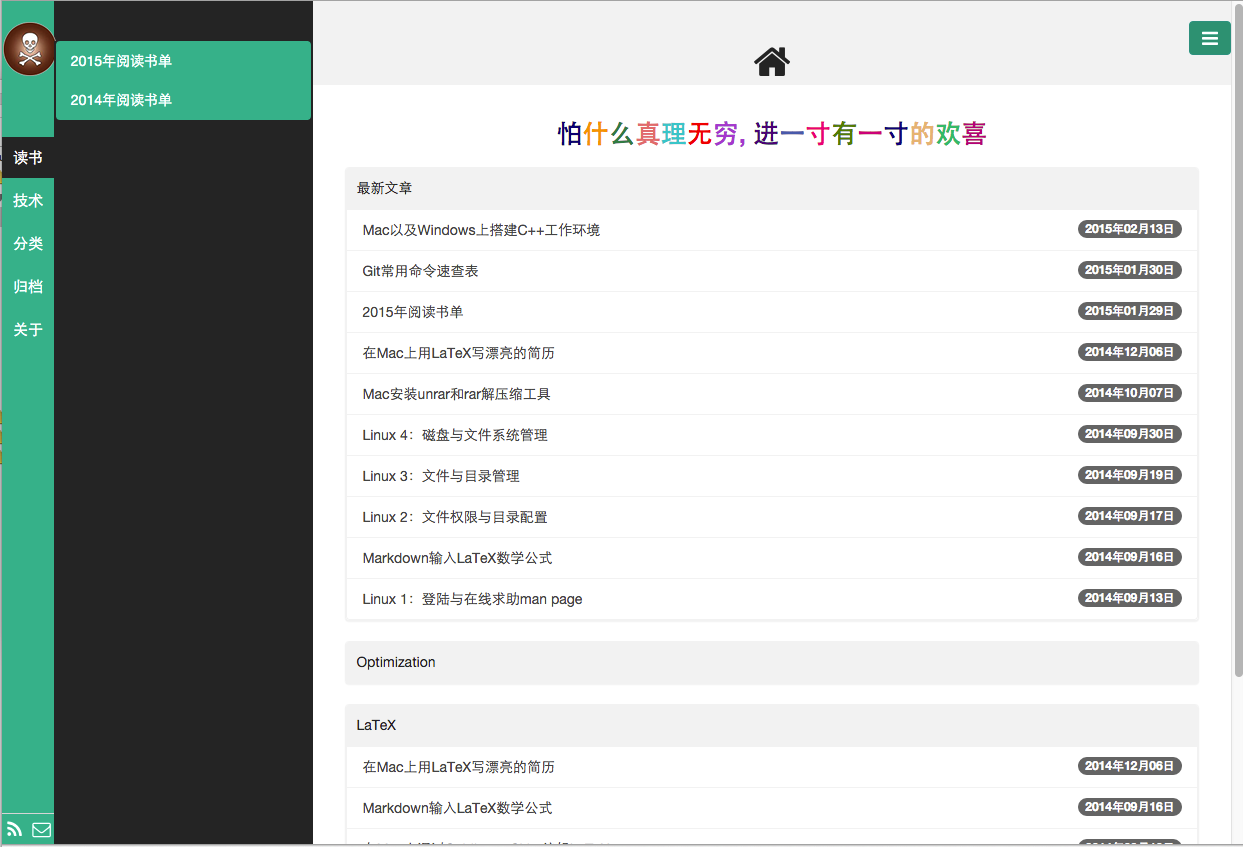 2015年阅读书单
2014年阅读书单
读书
技术
分类
归档
关于
怕什么真理无穷, 进一寸有一寸的欢喜
最新文章
Mac以及Windows上搭建C++工作环境 2015年02月13日
Git常用命令速查表 2015年01月30日
2015年阅读书单 2015年01月29日
在Mac上用LaTeX写漂亮的简历 2014年12月06日
Mac安装unrar和rar解压缩工具 2014年10月07日
Linux 4：磁盘与文件系统管理 2014年09月30日
Linux 3：文件与目录管理 2014年09月19日
Linux 2：文件权限与目录配置 2014年09月17日
Markdown输入LaTeX数学公式 2014年09月16日
Linux 1：登陆与在线求助man page 2014年09月13日
Optimization
LaTeX
在Mac上用LaTeX写漂亮的简历 2014年12月06日
Markdown输入LaTeX数学公式 2014年09月16日